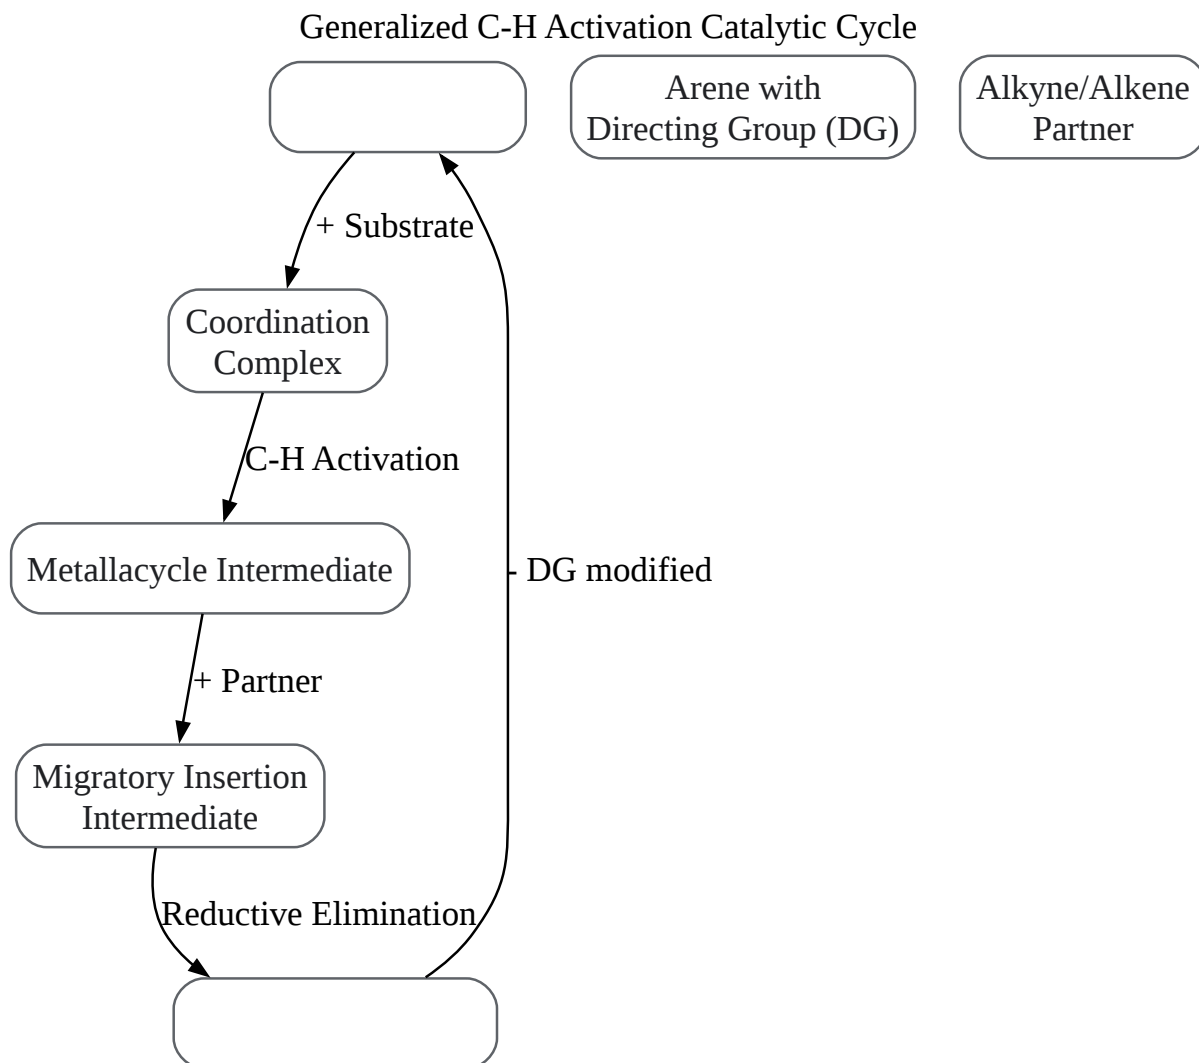 Generalized C-H Activation Catalytic Cycle
Arene with
Directing Group (DG)
Alkyne/Alkene
Partner
+ Substrate
Coordination
Complex
C-H Activation
Metallacycle Intermediate
- DG modified
+ Partner
Migratory Insertion
Intermediate
Reductive Elimination